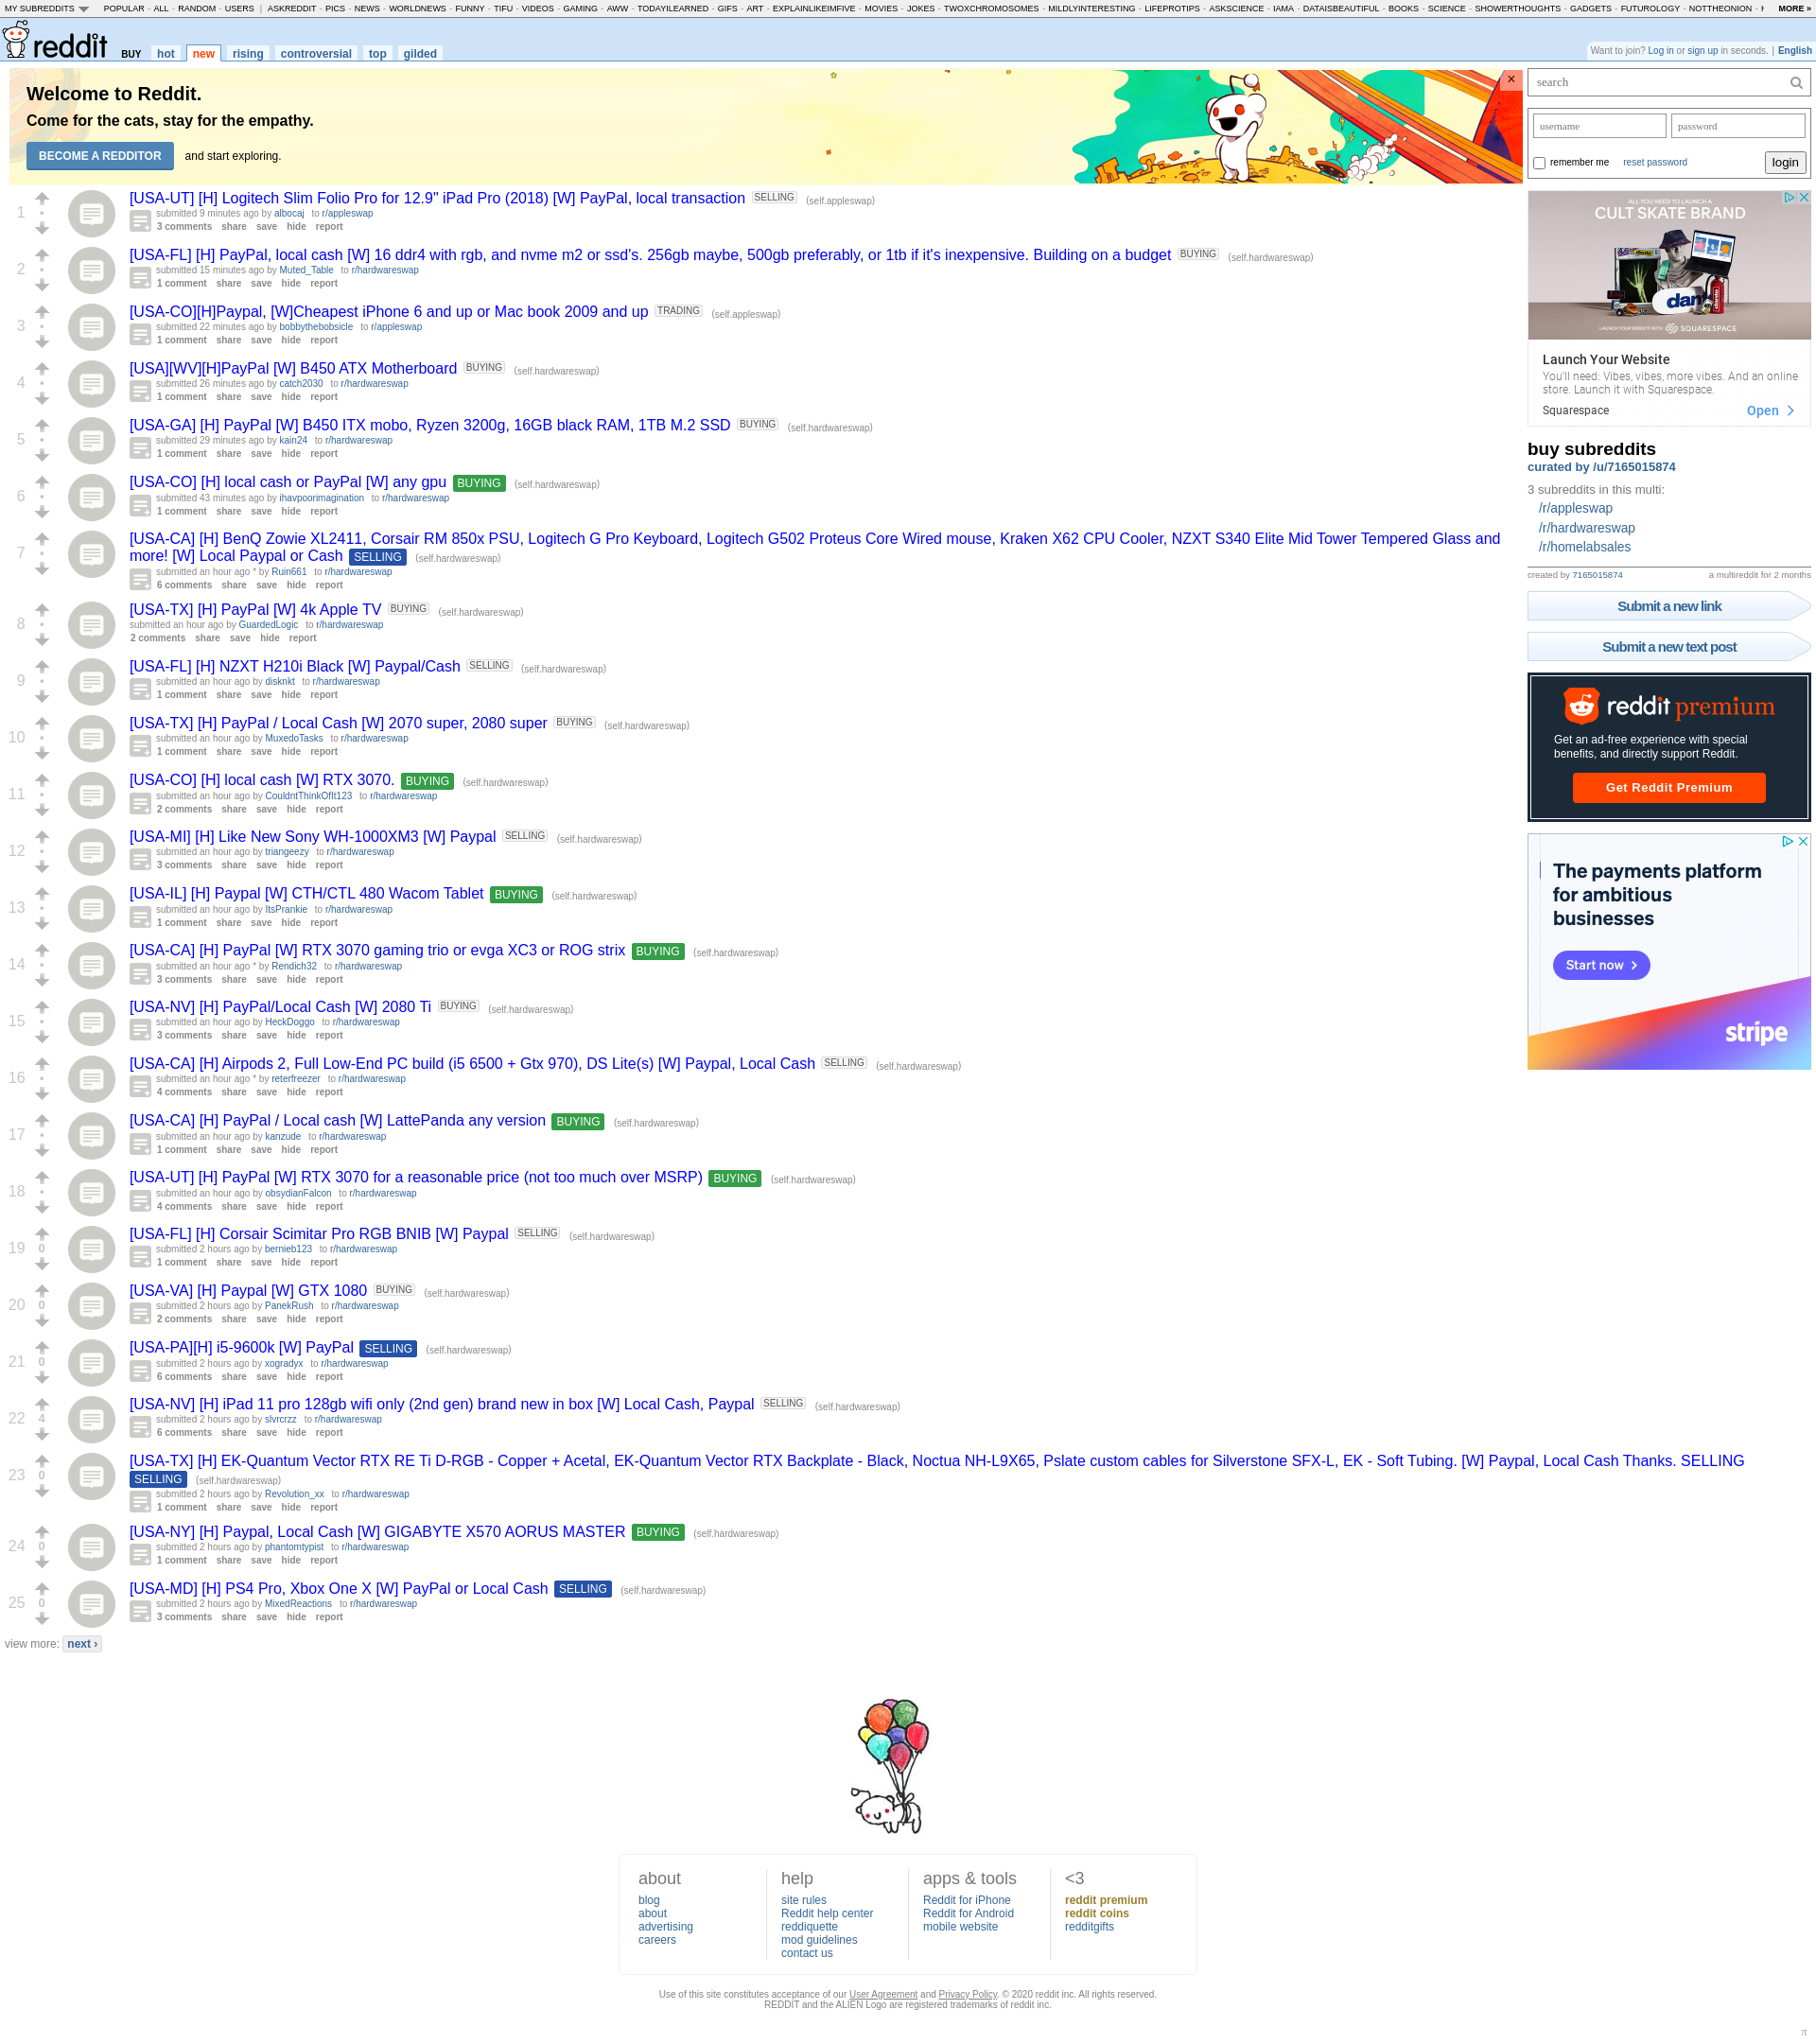 MY SUBREDDITS POPULAR - ALL - RANDOM - USERS | ASKREDDIT - PICS - NEWS - WORLDNEWS - FUNNY - TIFU - VIDEOS - GAMING - AWW - TODAYILEARNED - GIFS - ART - EXPLAINLIKEIMFIVE - MOVIES - JOKES - TWOXCHROMOSOMES - MILDLYINTERESTING - LIFEPROTIPS - ASKSCIENCE - IAMA - DATAISBEAUTIFUL - BOOKS - SCIENCE - SHOWERTHOUGHTS - GADGETS - FUTUROLOGY - NOTTHEONION - MORE »
reddit BUY hot new rising controversial top gilded
Want to join? Log in or sign up in seconds. | English
Welcome to Reddit.
Come for the cats, stay for the empathy.
BECOME A REDDITOR and start exploring.
1
[USA-UT] [H] Logitech Slim Folio Pro for 12.9" iPad Pro (2018) [W] PayPal, local transaction SELLING (self.appleswap)
submitted 9 minutes ago by albocaj to r/appleswap
3 comments share save hide report
2
[USA-FL] [H] PayPal, local cash [W] 16 ddr4 with rgb, and nvme m2 or ssd's. 256gb maybe, 500gb preferably, or 1tb if it's inexpensive. Building on a budget BUYING (self.hardwareswap)
submitted 15 minutes ago by Muted_Table to r/hardwareswap
1 comment share save hide report
3
[USA-CO][H]Paypal, [W]Cheapest iPhone 6 and up or Mac book 2009 and up TRADING (self.appleswap)
submitted 22 minutes ago by bobbythebobsicle to r/appleswap
1 comment share save hide report
4
[USA][WV][H]PayPal [W] B450 ATX Motherboard BUYING (self.hardwareswap)
submitted 26 minutes ago by catch2030 to r/hardwareswap
1 comment share save hide report
5
[USA-GA] [H] PayPal [W] B450 ITX mobo, Ryzen 3200g, 16GB black RAM, 1TB M.2 SSD BUYING (self.hardwareswap)
submitted 29 minutes ago by kain24 to r/hardwareswap
1 comment share save hide report
6
[USA-CO] [H] local cash or PayPal [W] any gpu BUYING (self.hardwareswap)
submitted 43 minutes ago by ihavpoorimagination to r/hardwareswap
1 comment share save hide report
7
[USA-CA] [H] BenQ Zowie XL2411, Corsair RM 850x PSU, Logitech G Pro Keyboard, Logitech G502 Proteus Core Wired mouse, Kraken X62 CPU Cooler, NZXT S340 Elite Mid Tower Tempered Glass and
more! [W] Local Paypal or Cash SELLING (self.hardwareswap)
submitted an hour ago * by Ruin661 to r/hardwareswap
6 comments share save hide report
8
[USA-TX] [H] PayPal [W] 4k Apple TV BUYING (self.hardwareswap)
submitted an hour ago by GuardedLogic to r/hardwareswap
2 comments share save hide report
9
[USA-FL] [H] NZXT H210i Black [W] Paypal/Cash SELLING (self.hardwareswap)
submitted an hour ago by disknkt to r/hardwareswap
1 comment share save hide report
10
[USA-TX] [H] PayPal / Local Cash [W] 2070 super, 2080 super BUYING (self.hardwareswap)
submitted an hour ago by MuxedoTasks to r/hardwareswap
1 comment share save hide report
11
[USA-CO] [H] local cash [W] RTX 3070. BUYING (self.hardwareswap)
submitted an hour ago by CouldntThinkOfIt123 to r/hardwareswap
2 comments share save hide report
12
[USA-MI] [H] Like New Sony WH-1000XM3 [W] Paypal SELLING (self.hardwareswap)
submitted an hour ago by triangeezy to r/hardwareswap
3 comments share save hide report
13
[USA-IL] [H] Paypal [W] CTH/CTL 480 Wacom Tablet BUYING (self.hardwareswap)
submitted an hour ago by ItsPrankie to r/hardwareswap
1 comment share save hide report
14
[USA-CA] [H] PayPal [W] RTX 3070 gaming trio or evga XC3 or ROG strix BUYING (self.hardwareswap)
submitted an hour ago * by Rendich32 to r/hardwareswap
3 comments share save hide report
15
[USA-NV] [H] PayPal/Local Cash [W] 2080 Ti BUYING (self.hardwareswap)
submitted an hour ago by HeckDoggo to r/hardwareswap
3 comments share save hide report
16
[USA-CA] [H] Airpods 2, Full Low-End PC build (i5 6500 + Gtx 970), DS Lite(s) [W] Paypal, Local Cash SELLING (self.hardwareswap)
submitted an hour ago * by reterfreezer to r/hardwareswap
4 comments share save hide report
17
[USA-CA] [H] PayPal / Local cash [W] LattePanda any version BUYING (self.hardwareswap)
submitted an hour ago by kanzude to r/hardwareswap
1 comment share save hide report
18
[USA-UT] [H] PayPal [W] RTX 3070 for a reasonable price (not too much over MSRP) BUYING (self.hardwareswap)
submitted an hour ago by obsydianFalcon to r/hardwareswap
4 comments share save hide report
19 0
[USA-FL] [H] Corsair Scimitar Pro RGB BNIB [W] Paypal SELLING (self.hardwareswap)
submitted 2 hours ago by bernieb123 to r/hardwareswap
1 comment share save hide report
20 0
[USA-VA] [H] Paypal [W] GTX 1080 BUYING (self.hardwareswap)
submitted 2 hours ago by PanekRush to r/hardwareswap
2 comments share save hide report
21 0
[USA-PA][H] i5-9600k [W] PayPal SELLING (self.hardwareswap)
submitted 2 hours ago by xogradyx to r/hardwareswap
6 comments share save hide report
22 4
[USA-NV] [H] iPad 11 pro 128gb wifi only (2nd gen) brand new in box [W] Local Cash, Paypal SELLING (self.hardwareswap)
submitted 2 hours ago by slvrcrzz to r/hardwareswap
6 comments share save hide report
23 0
[USA-TX] [H] EK-Quantum Vector RTX RE Ti D-RGB - Copper + Acetal, EK-Quantum Vector RTX Backplate - Black, Noctua NH-L9X65, Pslate custom cables for Silverstone SFX-L, EK - Soft Tubing. [W] Paypal, Local Cash Thanks. SELLING
SELLING (self.hardwareswap)
submitted 2 hours ago by Revolution_xx to r/hardwareswap
1 comment share save hide report
24 0
[USA-NY] [H] Paypal, Local Cash [W] GIGABYTE X570 AORUS MASTER BUYING (self.hardwareswap)
submitted 2 hours ago by phantomtypist to r/hardwareswap
1 comment share save hide report
25 0
[USA-MD] [H] PS4 Pro, Xbox One X [W] PayPal or Local Cash SELLING (self.hardwareswap)
submitted 2 hours ago by MixedReactions to r/hardwareswap
3 comments share save hide report
view more: next ›
search
username password
remember me reset password login
ALL YOU NEED TO LAUNCH A
CULT SKATE BRAND
dan
LAUNCH YOUR WEBSITE WITH SQUARESPACE
Launch Your Website
You'll need: Vibes, vibes, more vibes. And an online
store. Launch it with Squarespace.
Squarespace Open
buy subreddits
curated by /u/7165015874
3 subreddits in this multi:
/r/appleswap
/r/hardwareswap
/r/homelabsales
created by 7165015874 a multireddit for 2 months
Submit a new link
Submit a new text post
reddit premium
Get an ad-free experience with special
benefits, and directly support Reddit.
Get Reddit Premium
The payments platform
for ambitious
businesses
Start now
stripe
about
blog
about
advertising
careers
help
site rules
Reddit help center
reddiquette
mod guidelines
contact us
apps & tools
Reddit for iPhone
Reddit for Android
mobile website
<3
reddit premium
reddit coins
redditgifts
Use of this site constitutes acceptance of our User Agreement and Privacy Policy. © 2020 reddit inc. All rights reserved.
REDDIT and the ALIEN Logo are registered trademarks of reddit inc.
π